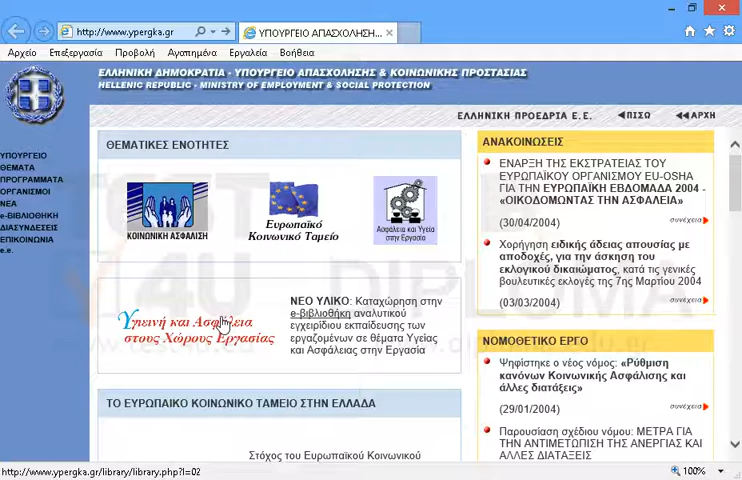 http://www.ypergka.gr
ΥΠΟΥΡΓΕΙΟ ΑΠΑΣΧΟΛΗΣΗ...
Αρχείο Επεξεργασία Προβολή Αγαπημένα Εργαλεία Βοήθεια
ΕΛΛΗΝΙΚΗ ΔΗΜΟΚΡΑΤΙΑ - ΥΠΟΥΡΓΕΙΟ ΑΠΑΣΧΟΛΗΣΗΣ & ΚΟΙΝΩΝΙΚΗΣ ΠΡΟΣΤΑΣΙΑΣ
HELLENIC REPUBLIC - MINISTRY OF EMPLOYMENT & SOCIAL PROTECTION
ΕΛΛΗΝΙΚΗ ΠΡΟΕΔΡΙΑ Ε.Ε. ΠΙΣΩ ΑΡΧΗ
ΥΠΟΥΡΓΕΙΟ
ΘΕΜΑΤΑ
ΠΡΟΓΡΑΜΜΑΤΑ
ΟΡΓΑΝΙΣΜΟΙ
ΝΕΑ
e-ΒΙΒΛΙΟΘΗΚΗ
ΔΙΑΣΥΝΔΕΣΕΙΣ
ΕΠΙΚΟΙΝΩΝΙΑ
e.e.
ΘΕΜΑΤΙΚΕΣ ΕΝΟΤΗΤΕΣ
ΚΟΙΝΩΝΙΚΗ ΑΣΦΑΛΙΣΗ
Ευρωπαϊκό
Κοινωνικό Ταμείο
Ασφάλεια και Υγεία
στην Εργασία
Υγιεινή και Ασφάλεια
στους Χώρους Εργασίας
ΝΕΟ ΥΛΙΚΟ: Καταχώρηση στην
e-βιβλιοθήκη αναλυτικού
εγχειριδίου εκπαίδευσης των
εργαζομένων σε θέματα Υγείας
και Ασφάλειας στην Εργασία
ΤΟ ΕΥΡΩΠΑΙΚΟ ΚΟΙΝΩΝΙΚΟ ΤΑΜΕΙΟ ΣΤΗΝ ΕΛΛΑΔΑ
Στόχος του Ευρωπαϊκού Κοινωνικού
ΑΝΑΚΟΙΝΩΣΕΙΣ
ΕΝΑΡΞΗ ΤΗΣ ΕΚΣΤΡΑΤΕΙΑΣ ΤΟΥ
ΕΥΡΩΠΑΪΚΟΥ ΟΡΓΑΝΙΣΜΟΥ EU-OSHA
ΓΙΑ ΤΗΝ ΕΥΡΩΠΑΪΚΗ ΕΒΔΟΜΑΔΑ 2004 -
«ΟΙΚΟΔΟΜΩΝΤΑΣ ΤΗΝ ΑΣΦΑΛΕΙΑ»
(30/04/2004) συνέχεια
Χορήγηση ειδικής άδειας απουσίας με
αποδοχές, για την άσκηση του
εκλογικού δικαιώματος, κατά τις γενικές
βουλευτικές εκλογές της 7ης Μαρτίου 2004
(03/03/2004) συνέχεια
ΝΟΜΟΘΕΤΙΚΟ ΕΡΓΟ
Ψηφίστηκε ο νέος νόμος: «Ρύθμιση
κανόνων Κοινωνικής Ασφάλισης και
άλλες διατάξεις»
(29/01/2004) συνέχεια
Παρουσίαση σχέδιου νόμου: ΜΕΤΡΑ ΓΙΑ
ΤΗΝ ΑΝΤΙΜΕΤΩΠΙΣΗ ΤΗΣ ΑΝΕΡΓΙΑΣ ΚΑΙ
ΑΛΛΕΣ ΔΙΑΤΑΞΕΙΣ
http://www.ypergka.gr/library/library.php?l=02
100%